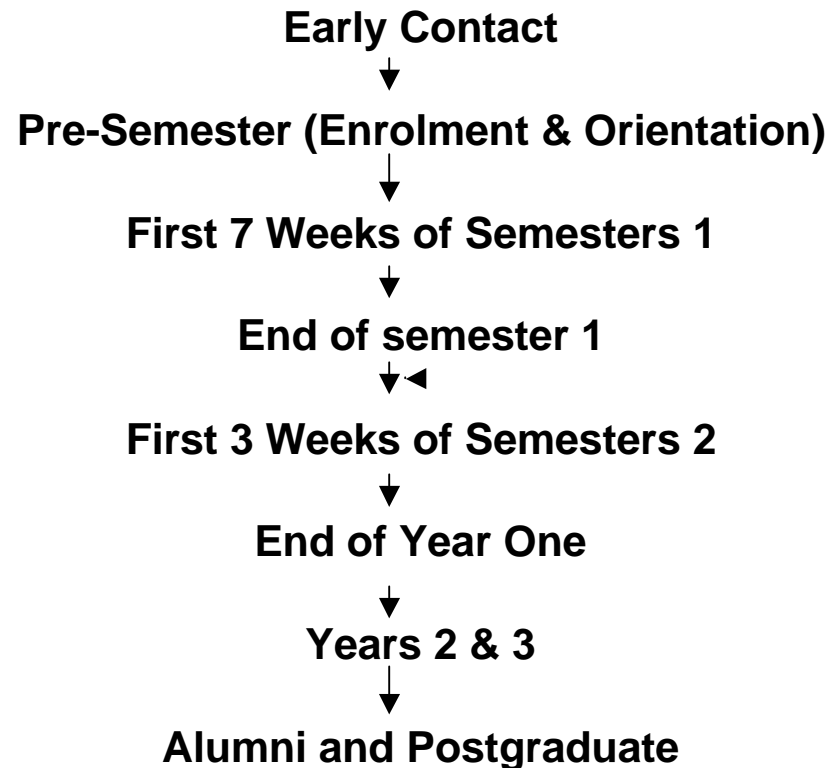 Early Contact
Pre-Semester (Enrolment & Orientation)
First 7 Weeks of Semesters 1
End of semester 1
First 3 Weeks of Semesters 2
End of Year One
Years 2 & 3
Alumni and Postgraduate